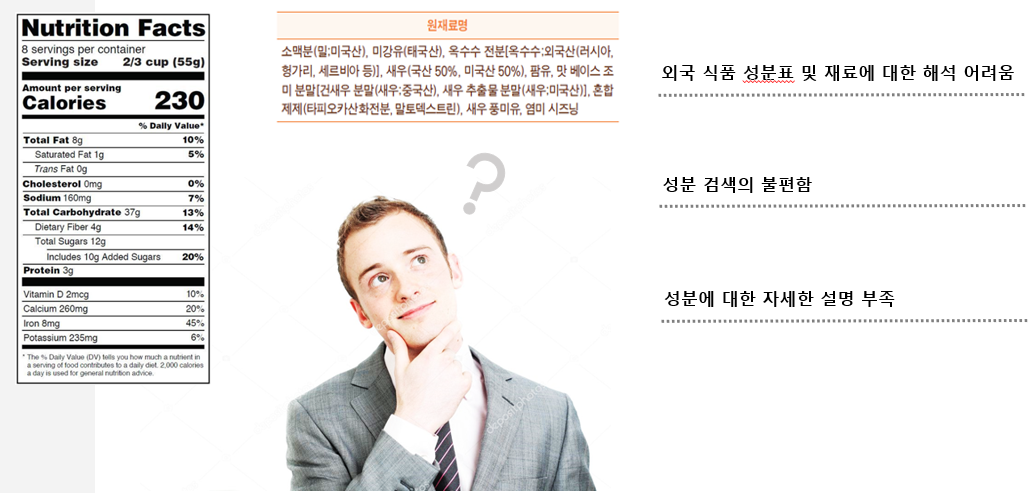 Nutrition Facts
8 servings per container
Serving size 2/3 cup (55g)
Amount per serving
Calories 230
% Daily Value*
Total Fat 8g 10%
Saturated Fat 1g 5%
Trans Fat 0g
Cholesterol 0mg 0%
Sodium 160mg 7%
Total Carbohydrate 37g 13%
Dietary Fiber 4g 14%
Total Sugars 12g
Includes 10g Added Sugars 20%
Protein 3g
Vitamin D 2mcg 10%
Calcium 260mg 20%
Iron 8mg 45%
Potassium 235mg 6%
* The % Daily Value (DV) tells you how much a nutrient in
a serving of food contributes to a daily diet. 2,000 calories
a day is used for general nutrition advice.
원재료명
소맥분(밀:미국산), 미강유(태국산), 옥수수 전분[옥수수:외국산(러시아,
헝가리, 세르비아 등)], 새우(국산 50%, 미국산 50%), 팜유, 맛 베이스 조
미 분말[건새우 분말(새우:중국산), 새우 추출물 분말(새우:미국산)], 혼합
제제(타피오카산화전분, 말토덱스트린), 새우 풍미유, 염미 시즈닝
?
외국 식품 성분표 및 재료에 대한 해석 어려움
성분 검색의 불편함
성분에 대한 자세한 설명 부족